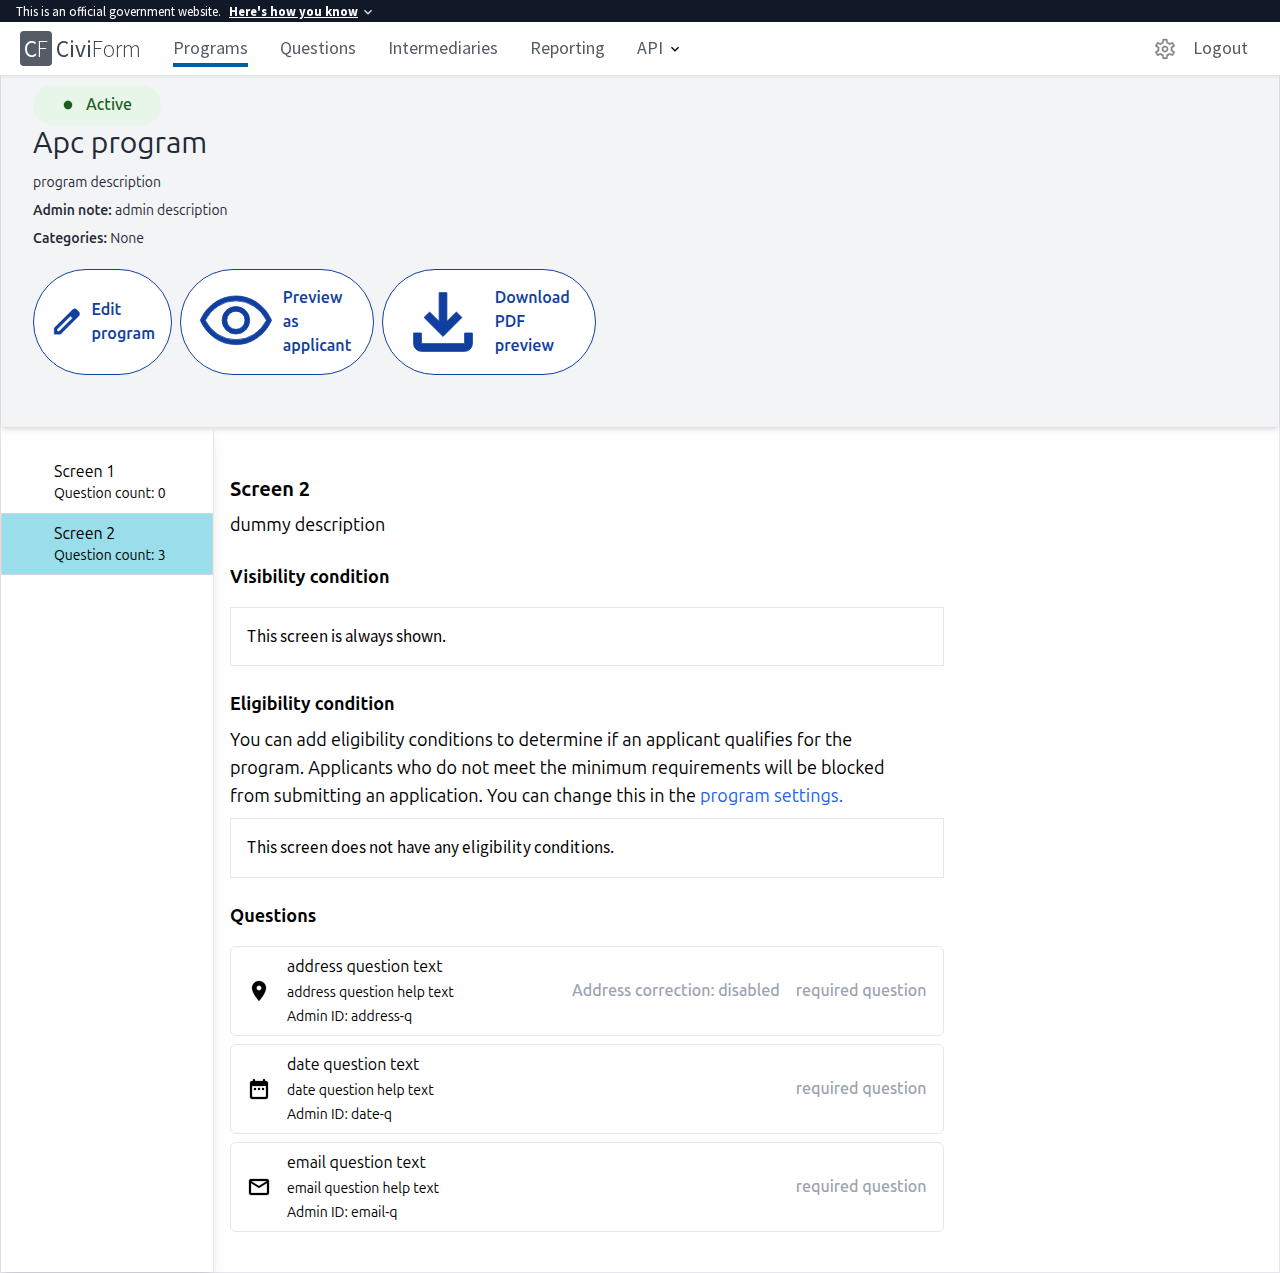 This is an official government website. Here's how you know
CF CiviForm Programs Questions Intermediaries Reporting API Logout
Active
Apc program
program description
Admin note: admin description
Categories: None
Edit program
Preview as applicant
Download PDF preview
Screen 1
Question count: 0
Screen 2
Question count: 3
Screen 2
dummy description
Visibility condition
This screen is always shown.
Eligibility condition
You can add eligibility conditions to determine if an applicant qualifies for the
program. Applicants who do not meet the minimum requirements will be blocked
from submitting an application. You can change this in the program settings.
This screen does not have any eligibility conditions.
Questions
address question text
address question help text
Admin ID: address-q
Address correction: disabled required question
date question text
date question help text
Admin ID: date-q
required question
email question text
email question help text
Admin ID: email-q
required question